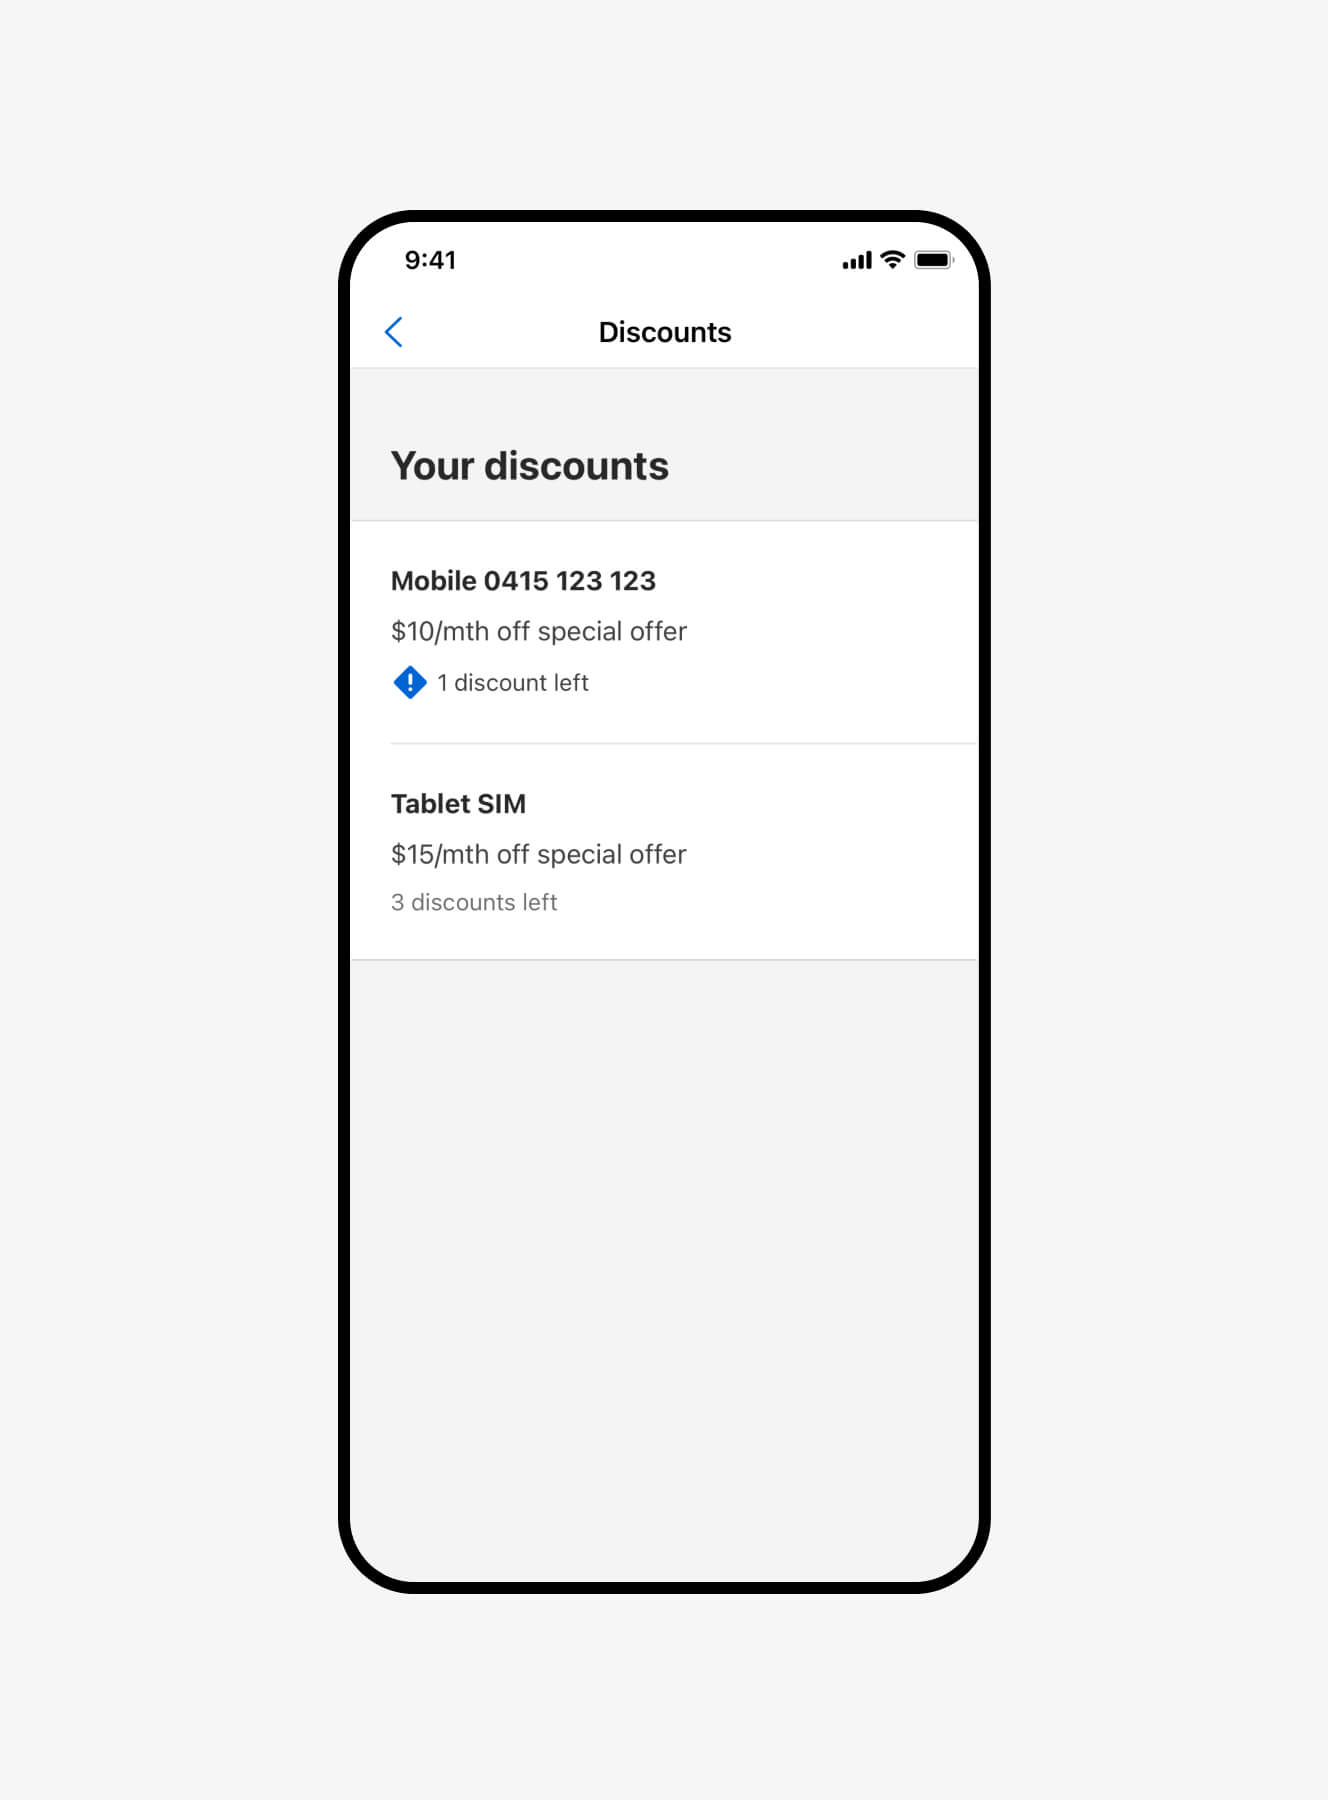 9:41
Discounts
Your discounts
Mobile 0415 123 123
$10/mth off special offer
1 discount left
Tablet SIM
$15/mth off special offer
3 discounts left